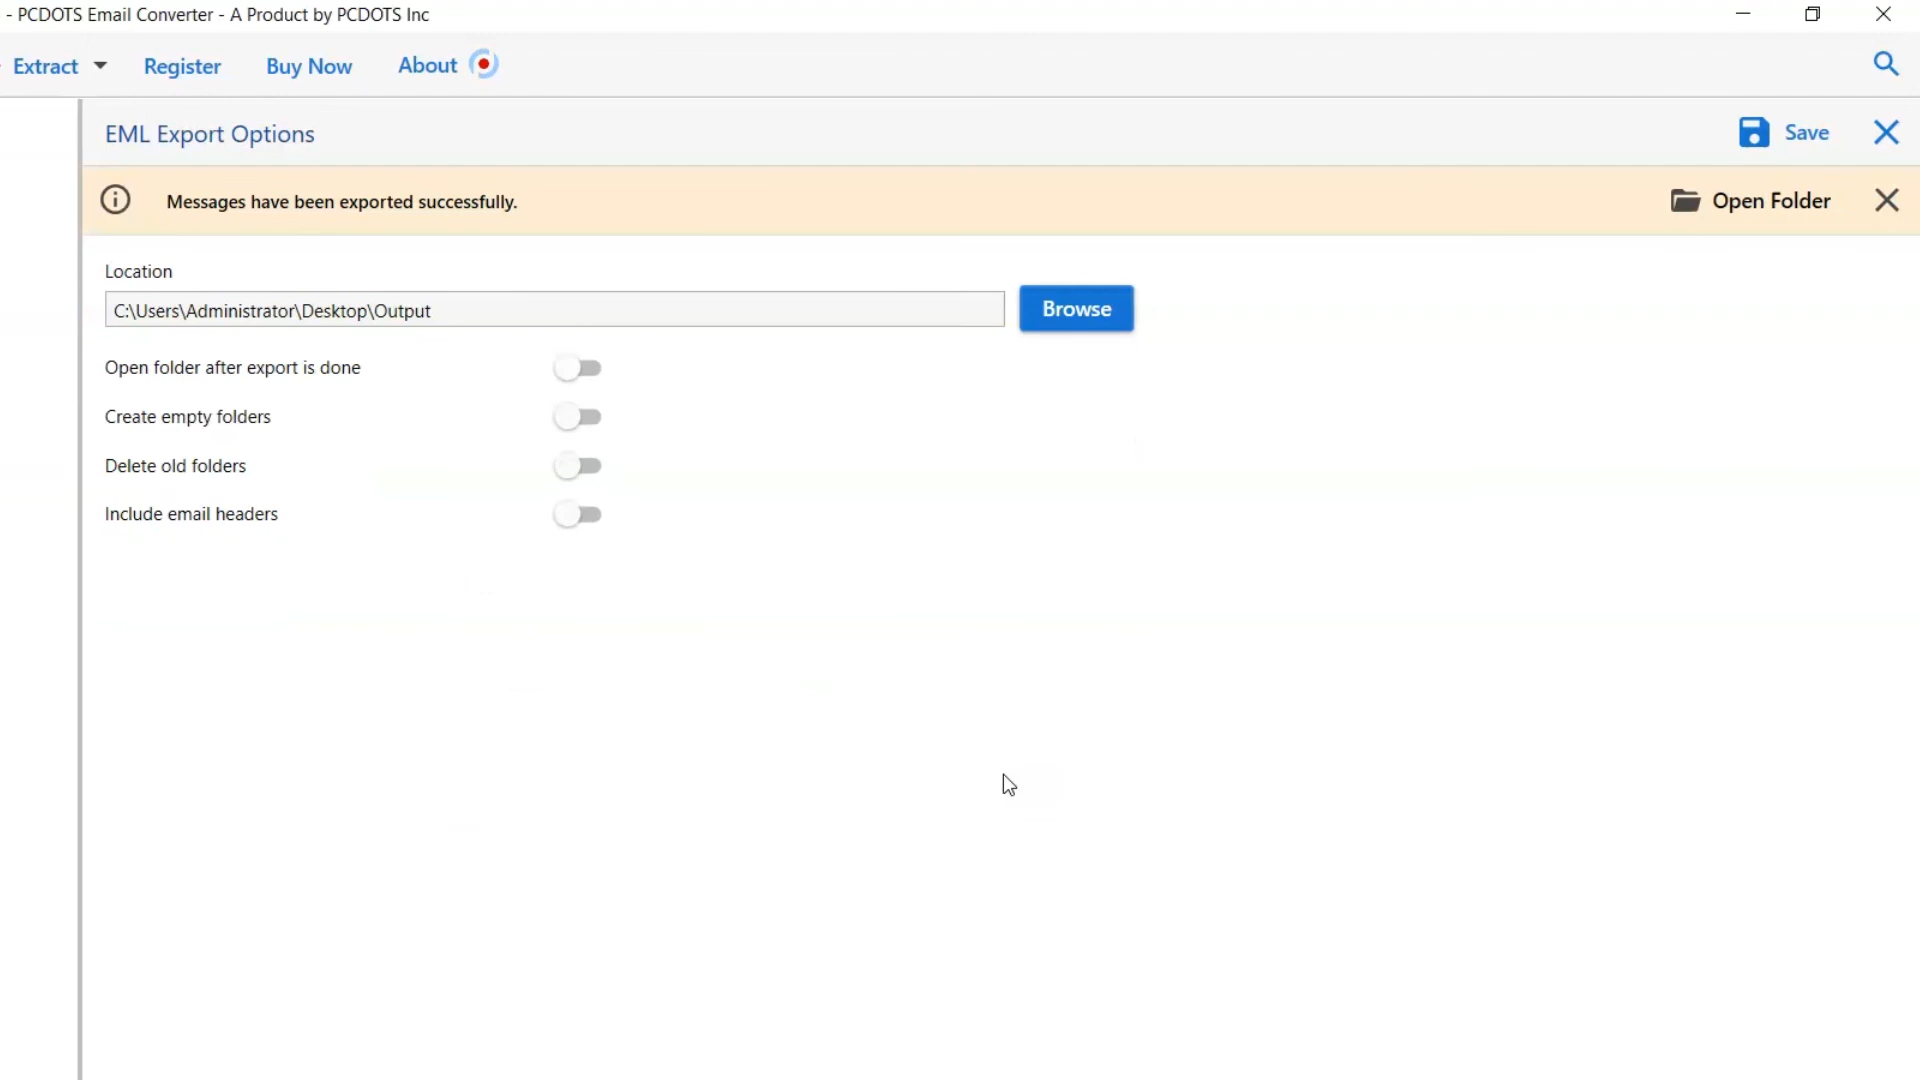 - PCDOTS Email Converter - A Product by PCDOTS Inc
Extract Register Buy Now About
EML Export Options Save
Messages have been exported successfully. Open Folder
Location
C:\Users\Administrator\Desktop\Output Browse
Open folder after export is done
Create empty folders
Delete old folders
Include email headers